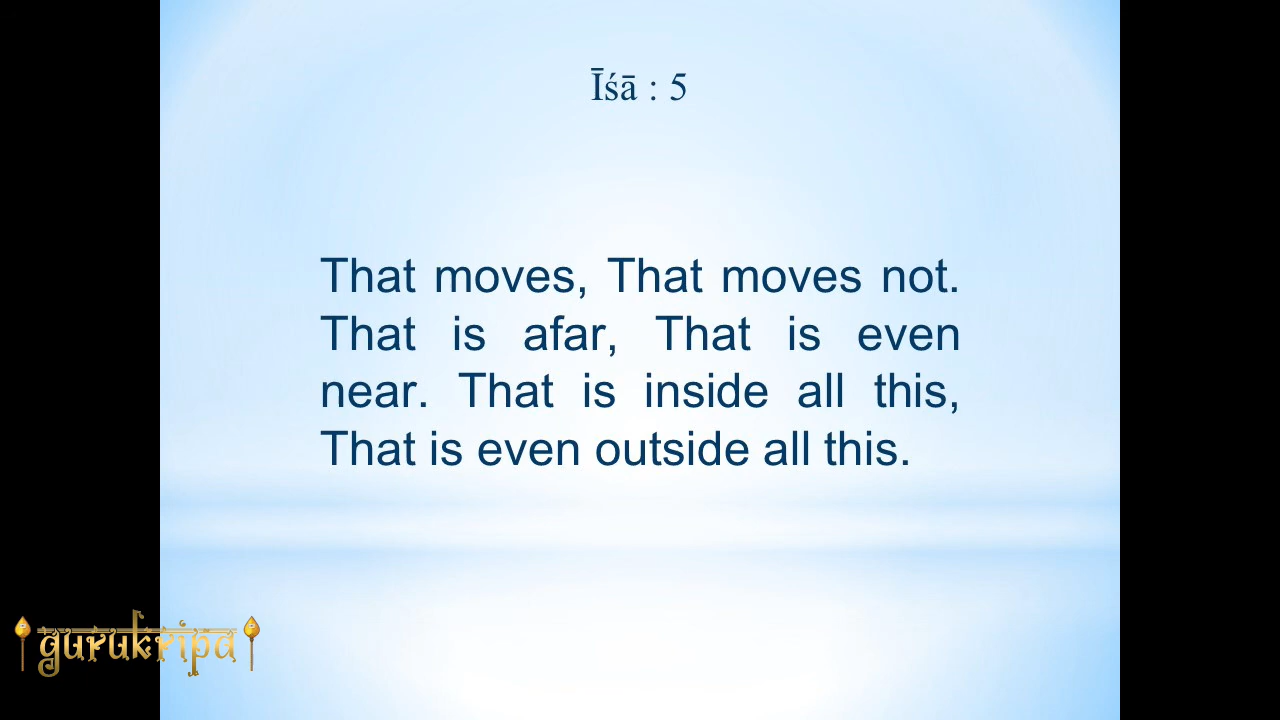 Īśā : 5
That moves, That moves not.
That is afar, That is even
near. That is inside all this,
That is even outside all this.
gurukripa